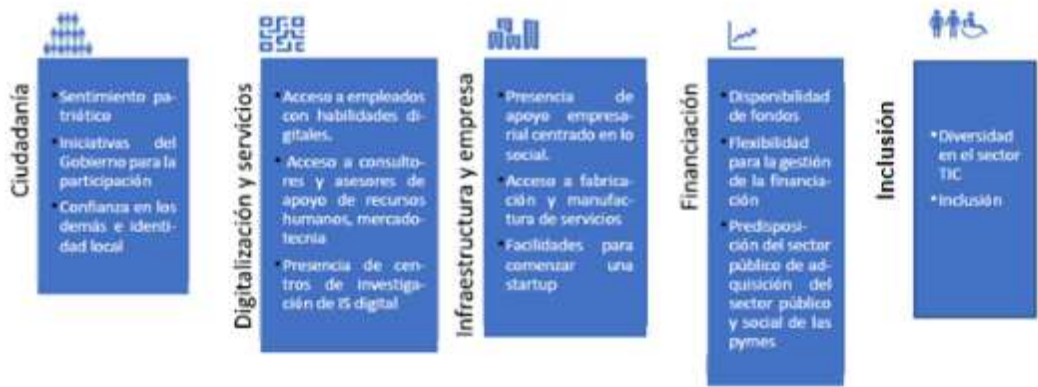 Ciudadanía
Sentimiento pa-
triótico
Iniciativas del
Gobierno para la
participación
Confianza en los
demás e identi-
dad local
Digitalización y servicios
Acceso a empleados
con habilidades di-
gitales.
Acceso a consulto-
res y asesores de
apoyo de recursos
humanos, mercado-
tecnia
Presencia de cen-
tros de investiga-
ción de IS digital
Infraestructura y empresa
Presencia de
apoyo empresa-
rial centrado en lo
social.
Acceso a fabrica-
ción y manufac-
tura de servicios
Facilidades para
comenzar una
startup
Financiación
Disponibilidad
de fondos
Flexibilidad
para la gestión
de la financia-
ción
Predisposi-
ción del sector
público de ad-
quisición del
sector público
y social de las
pymes
Inclusión
Diversidad
en el sector
TIC
Inclusión